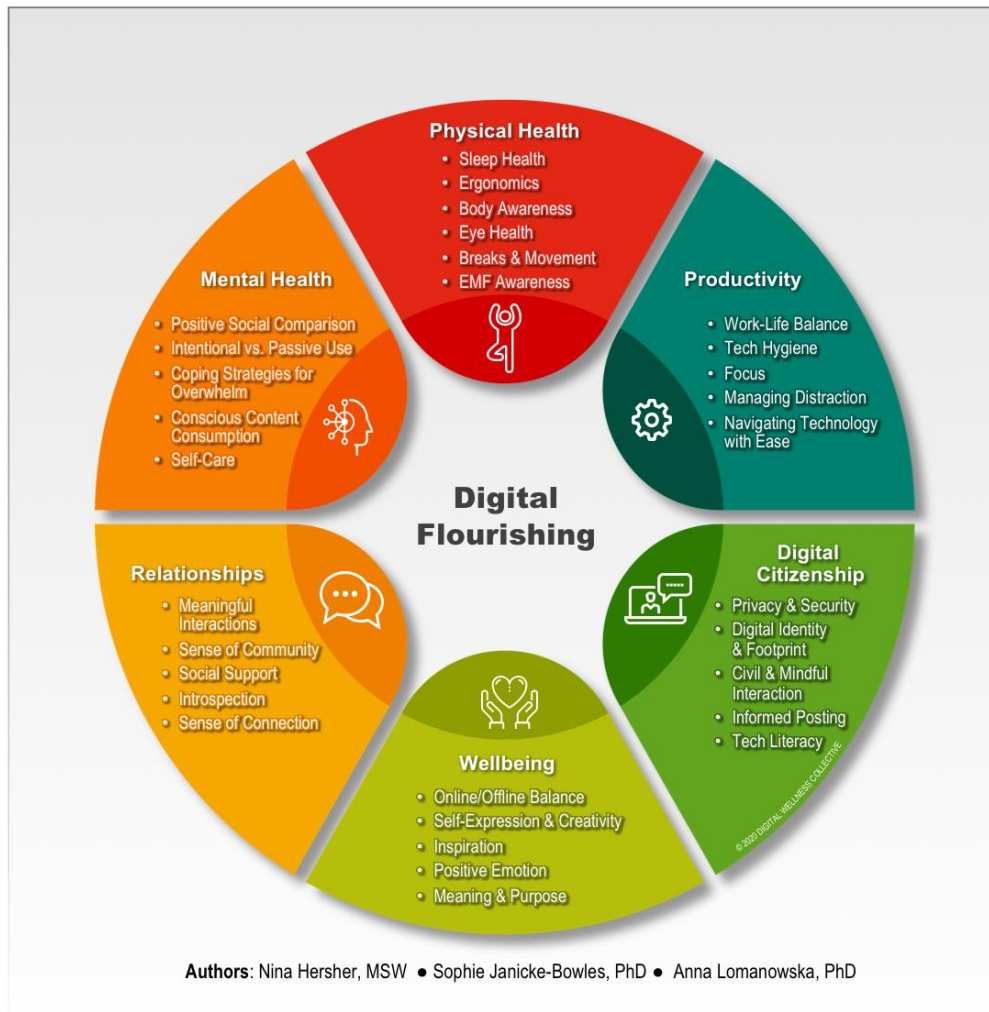 Physical Health
• Sleep Health
• Ergonomics
• Body Awareness
• Eye Health
• Breaks & Movement
• EMF Awareness
Productivity
• Work-Life Balance
• Tech Hygiene
• Focus
• Managing Distraction
• Navigating Technology
with Ease
Digital
Citizenship
• Privacy & Security
• Digital Identity
& Footprint
• Civil & Mindful
Interaction
• Informed Posting
• Tech Literacy
© 2020 DIGITAL WELLNESS COLLECTIVE
Wellbeing
• Online/Offline Balance
• Self-Expression & Creativity
• Inspiration
• Positive Emotion
• Meaning & Purpose
Relationships
• Meaningful
Interactions
• Sense of Community
• Social Support
• Introspection
• Sense of Connection
Mental Health
• Positive Social Comparison
• Intentional vs. Passive Use
• Coping Strategies for
Overwhelm
• Conscious Content
Consumption
• Self-Care
Digital
Flourishing
Authors: Nina Hersher, MSW ● Sophie Janicke-Bowles, PhD ● Anna Lomanowska, PhD